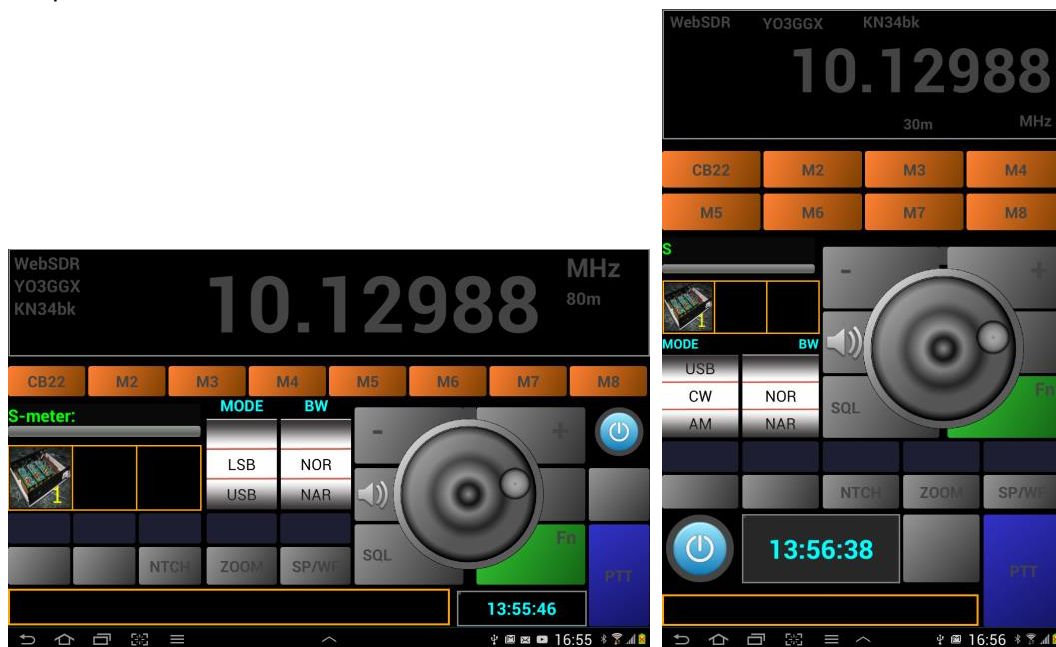 WebSDR
YO3GGX
KN34bk
10.12988
MHz
80m
CB22 M2 M3 M4 M5 M6 M7 M8
S-meter:
MODE BW
LSB NOR
USB NAR
1
- +
SQL
Fn
NTCH ZOOM SP/WF
PTT
13:55:46
16:55
WebSDR YO3GGX KN34bk
10.12988
30m MHz
CB22 M2 M3 M4
M5 M6 M7 M8
S
- +
1
MODE BW
USB
CW NOR
AM NAR
SQL
Fn
NTCH ZOOM SP/WF
13:56:38
PTT
16:56